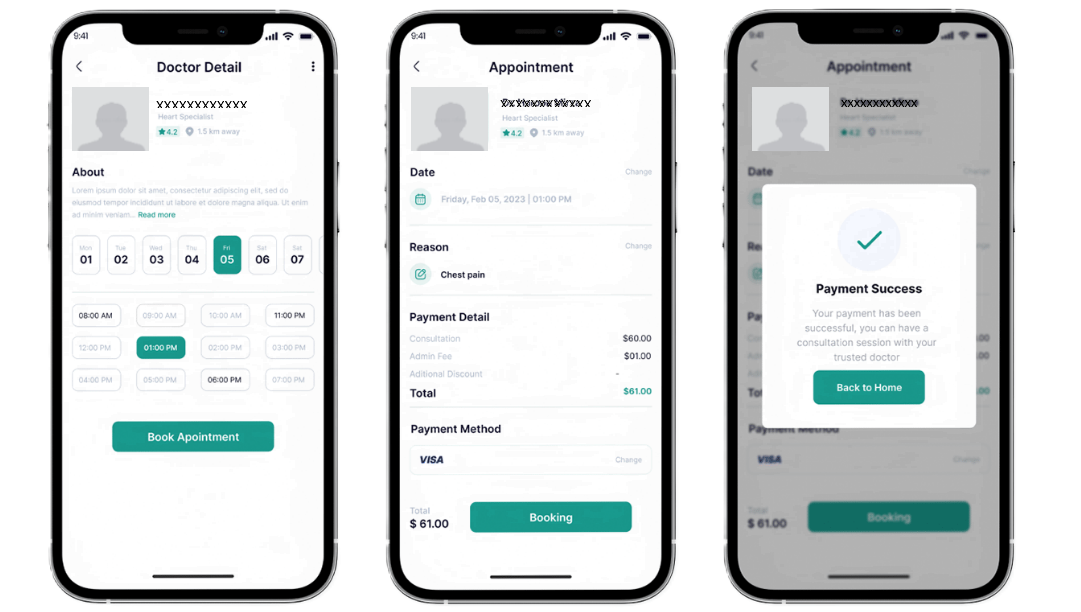 9:41
Doctor Detail
XXXXXXXXXXXX
Heart Specialist
4.2 1.5 km away
About
Lorem ipsum dolor sit amet, consectetur adipiscing elit, sed do
eiusmod tempor incididunt ut labore et dolore magna aliqua. Ut enim
ad minim veniam... Read more
Mon Tue Wed Thu Fri Sat Sat
01 02 03 04 05 06 07
08:00 AM 09:00 AM 10:00 AM 11:00 PM
12:00 PM 01:00 PM 02:00 PM 03:00 PM
04:00 PM 05:00 PM 06:00 PM 07:00 PM
Book Apointment
9:41
Appointment
Heart Specialist
4.2 1.5 km away
Date Change
Friday, Feb 05, 2023 | 01:00 PM
Reason Change
Chest pain
Payment Detail
Consultation $60.00
Admin Fee $01.00
Aditional Discount -
Total $61.00
Payment Method
VISA Change
Total
$ 61.00
Booking
9:41
Appointment
Heart Specialist
4.2 1.5 km away
Date Change
Payment Success
Your payment has been
successful, you can have a
consultation session with your
trusted doctor
Back to Home
Payment Method
VISA Change
Total
$ 61.00
Booking